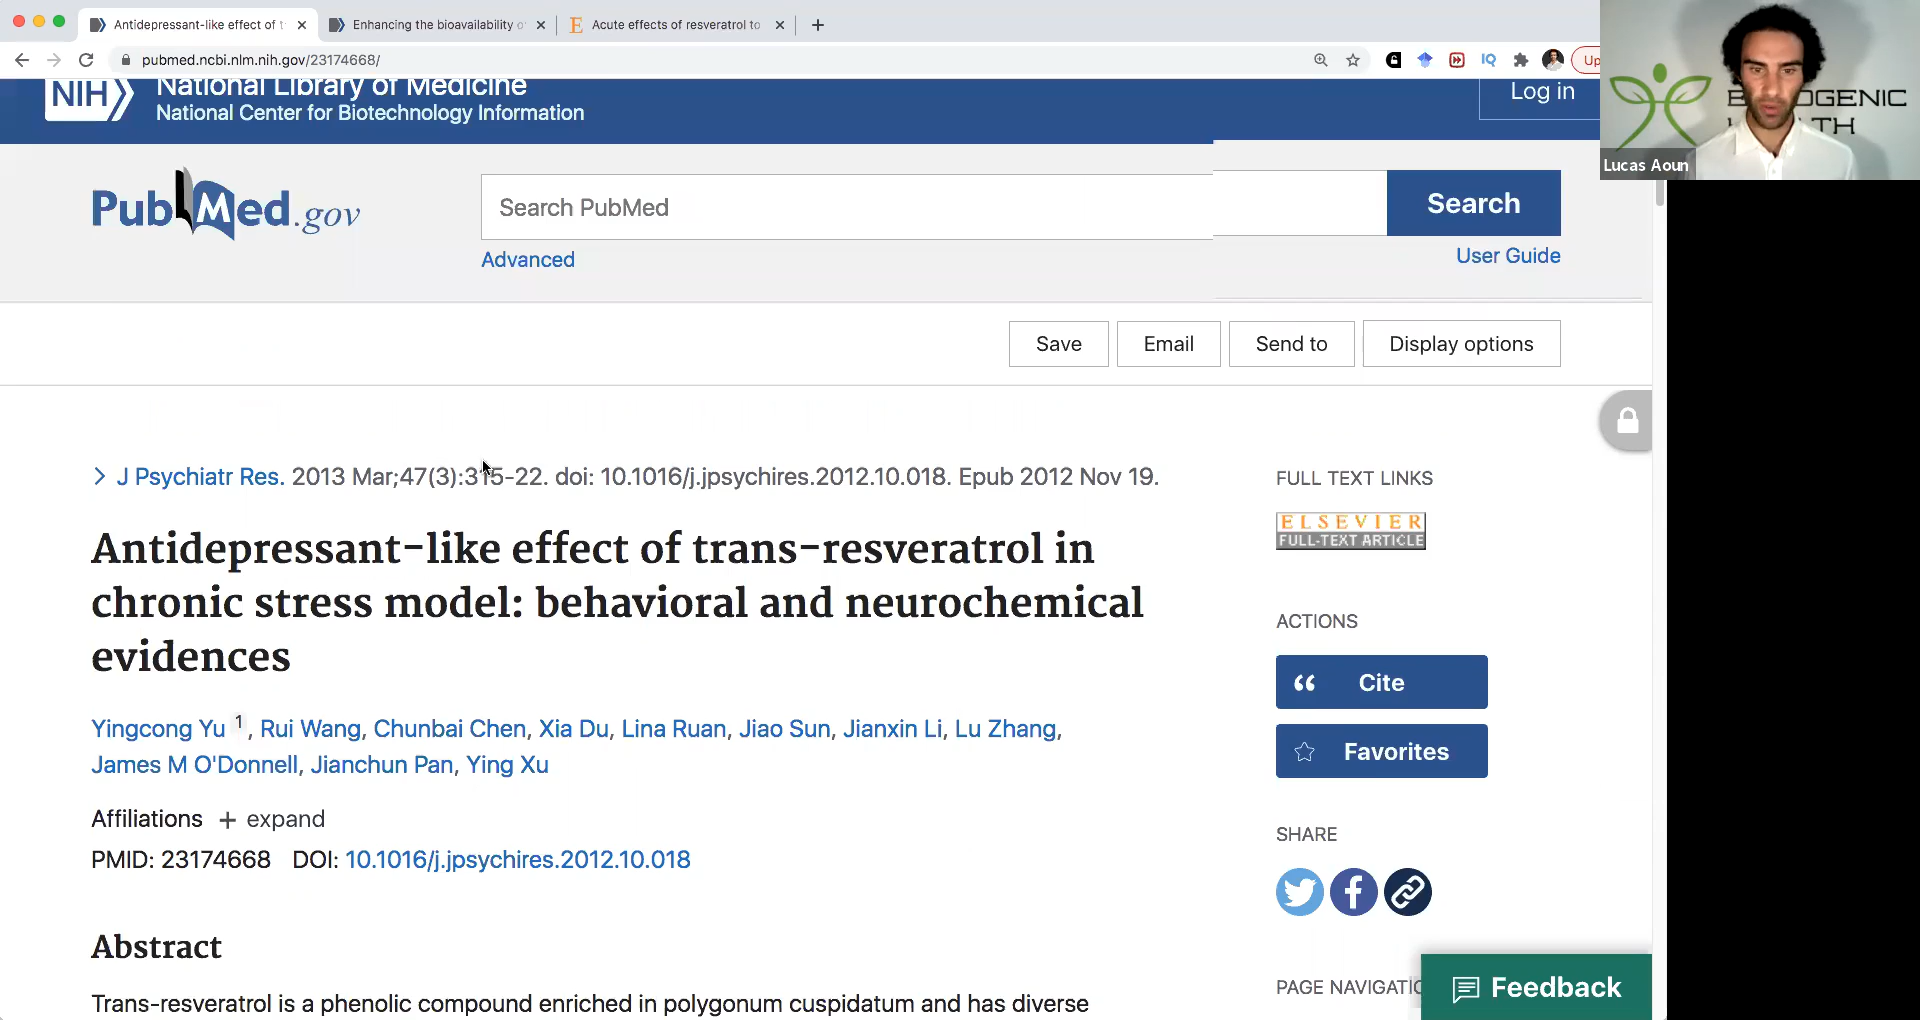 Antidepressant-like effect of t
Enhancing the bioavailability o
Acute effects of resveratrol to
pubmed.ncbi.nlm.nih.gov/23174668/
IQ
Up
NIH
National Library of Medicine
National Center for Biotechnology Information
Log in
OGENIC
Lucas Aoun
PubMed.gov
Search PubMed
Search
Advanced
User Guide
Save
Email
Send to
Display options
J Psychiatr Res. 2013 Mar;47(3):315-22. doi: 10.1016/j.jpsychires.2012.10.018. Epub 2012 Nov 19.
Antidepressant-like effect of trans-resveratrol in
chronic stress model: behavioral and neurochemical
evidences
Yingcong Yu 1, Rui Wang, Chunbai Chen, Xia Du, Lina Ruan, Jiao Sun, Jianxin Li, Lu Zhang,
James M O'Donnell, Jianchun Pan, Ying Xu
Affiliations + expand
PMID: 23174668 DOI: 10.1016/j.jpsychires.2012.10.018
Abstract
Trans-resveratrol is a phenolic compound enriched in polygonum cuspidatum and has diverse
FULL TEXT LINKS
ELSEVIER
FULL-TEXT ARTICLE
ACTIONS
Cite
Favorites
SHARE
PAGE NAVIGATIO
Feedback